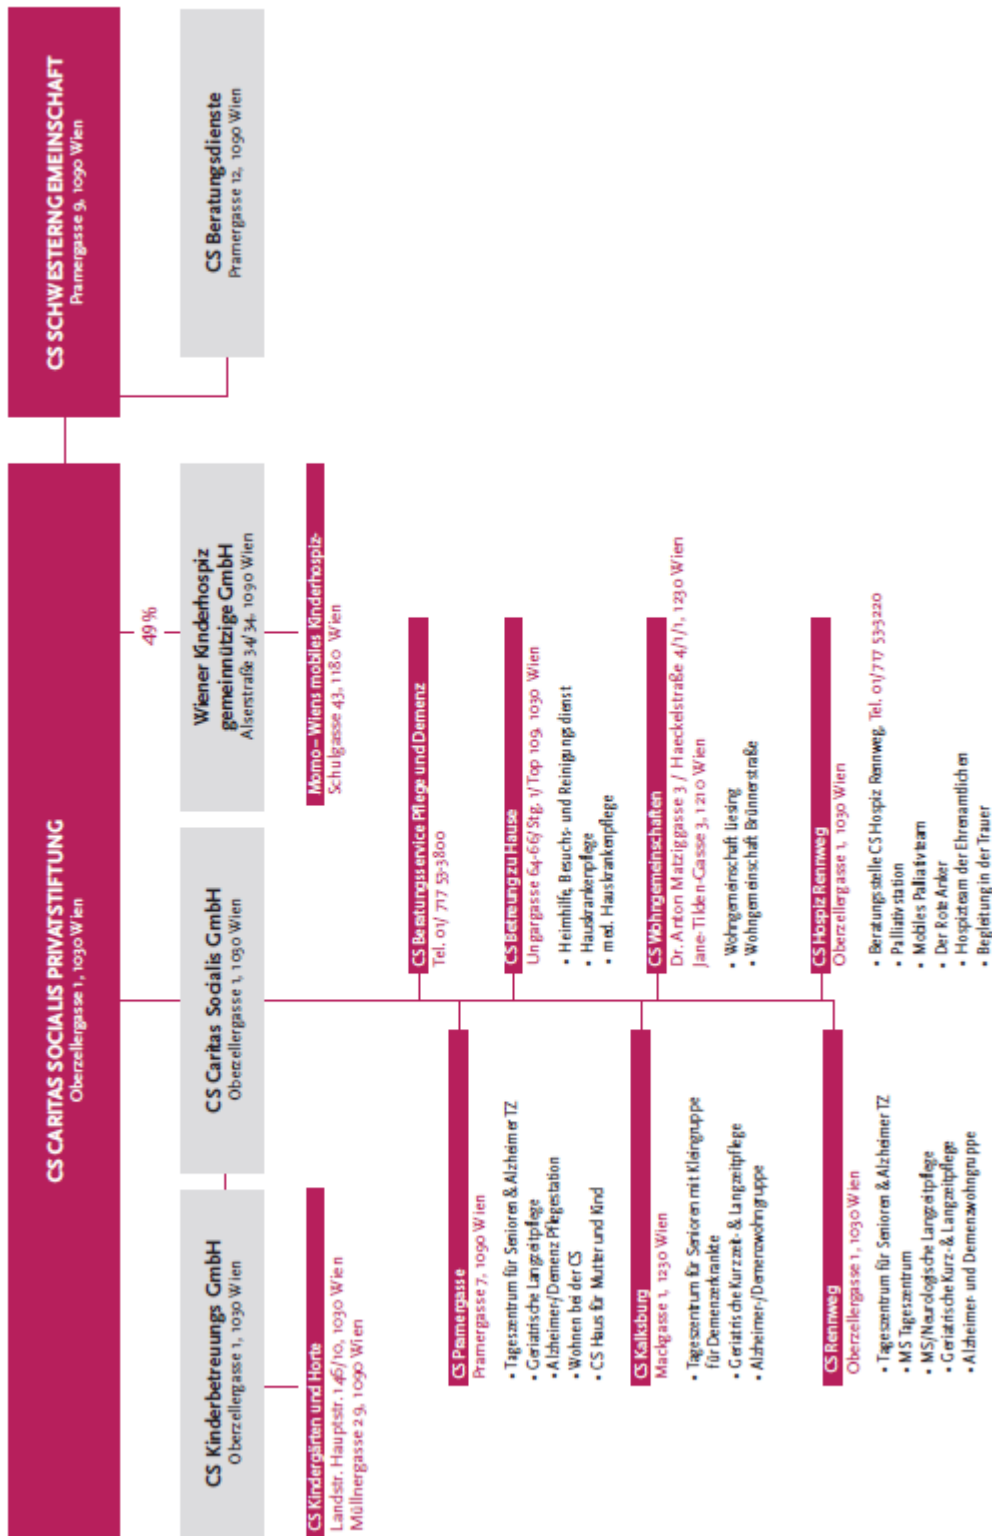 CS CARITAS SOCIALIS PRIVATSTIFTUNG
Oberzellergasse 1, 1030 Wien
CS SCHWESTERNGEMEINSCHAFT
Pramergasse 9, 1090 Wien
49%
CS Kinderbetreuungs GmbH
Oberzellergasse 1, 1030 Wien
CS Caritas Socialis GmbH
Oberzellergasse 1, 1030 Wien
Wiener Kinderhospiz
gemeinnützige GmbH
Alserstraße 34/34, 1090 Wien
CS Beratungsdienste
Pramergasse 12, 1090 Wien
CS Kindergärten und Horte
Landstr. Hauptstr. 146/10, 1030 Wien
Müllnergasse 29, 1090 Wien
Momo – Wiens mobiles Kinderhospiz-
Schulgasse 43, 1180 Wien
CS Beratungsservice Pflege und Demenz
Tel. 01/ 717 53-3800
CS Pramergasse
Pramergasse 7, 1090 Wien
• Tageszentrum für Senioren & Alzheimer TZ
• Geriatrische Langzeitpflege
• Alzheimer-/Demenz Pflegestation
• Wohnen bei der CS
• CS Haus für Mutter und Kind
CS Betreuung zu Hause
Ungargasse 64-66/ Stg. 1/ Top 109, 1030 Wien
• Heimhilfe, Besuchs- und Reinigungsdienst
• Hauskrankenpflege
• med. Hauskrankenpflege
CS Kalksburg
Mackgasse 1, 1230 Wien
• Tageszentrum für Senioren mit Kleingruppe
für Demenzerkrankte
• Geriatrische Kurzzeit- & Langzeitpflege
• Alzheimer-/Demenzwohngruppe
CS Wohngemeinschaften
Dr. Anton Matziggasse 3 / Haeckelstraße 4/1/1, 1230 Wien
Jane-Tilden-Gasse 3, 1210 Wien
• Wohngemeinschaft Liesing
• Wohngemeinschaft Brünnerstraße
CS Rennweg
Oberzellergasse 1, 1030 Wien
• Tageszentrum für Senioren & Alzheimer TZ
• MS Tageszentrum
• MS/Neurologische Langzeitpflege
• Geriatrische Kurz- & Langzeitpflege
• Alzheimer- und Demenzwohngruppe
CS Hospiz Rennweg
Oberzellergasse 1, 1030 Wien
• Beratungsstelle CS Hospiz Rennweg, Tel. 01/717 53-3220
• Palliativstation
• Mobiles Palliativteam
• Der Rote Anker
• Hospizteam der Ehrenamtlichen
• Begleitung in der Trauer